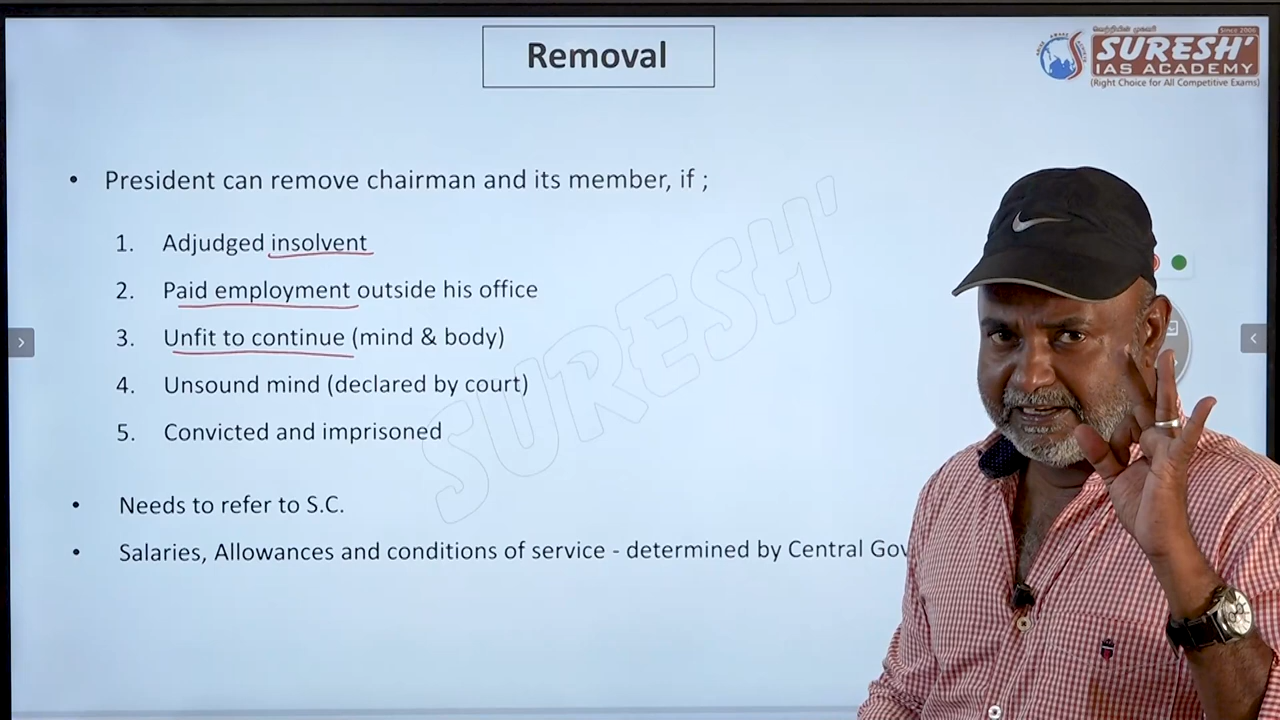 Removal
Since 2006
SURESH'
IAS ACADEMY
(Right Choice for All Competitive Exams)
• President can remove chairman and its member, if ;
1. Adjudged insolvent
2. Paid employment outside his office
3. Unfit to continue (mind & body)
4. Unsound mind (declared by court)
5. Convicted and imprisoned
• Needs to refer to S.C.
• Salaries, Allowances and conditions of service - determined by Central Gov
SURESH'